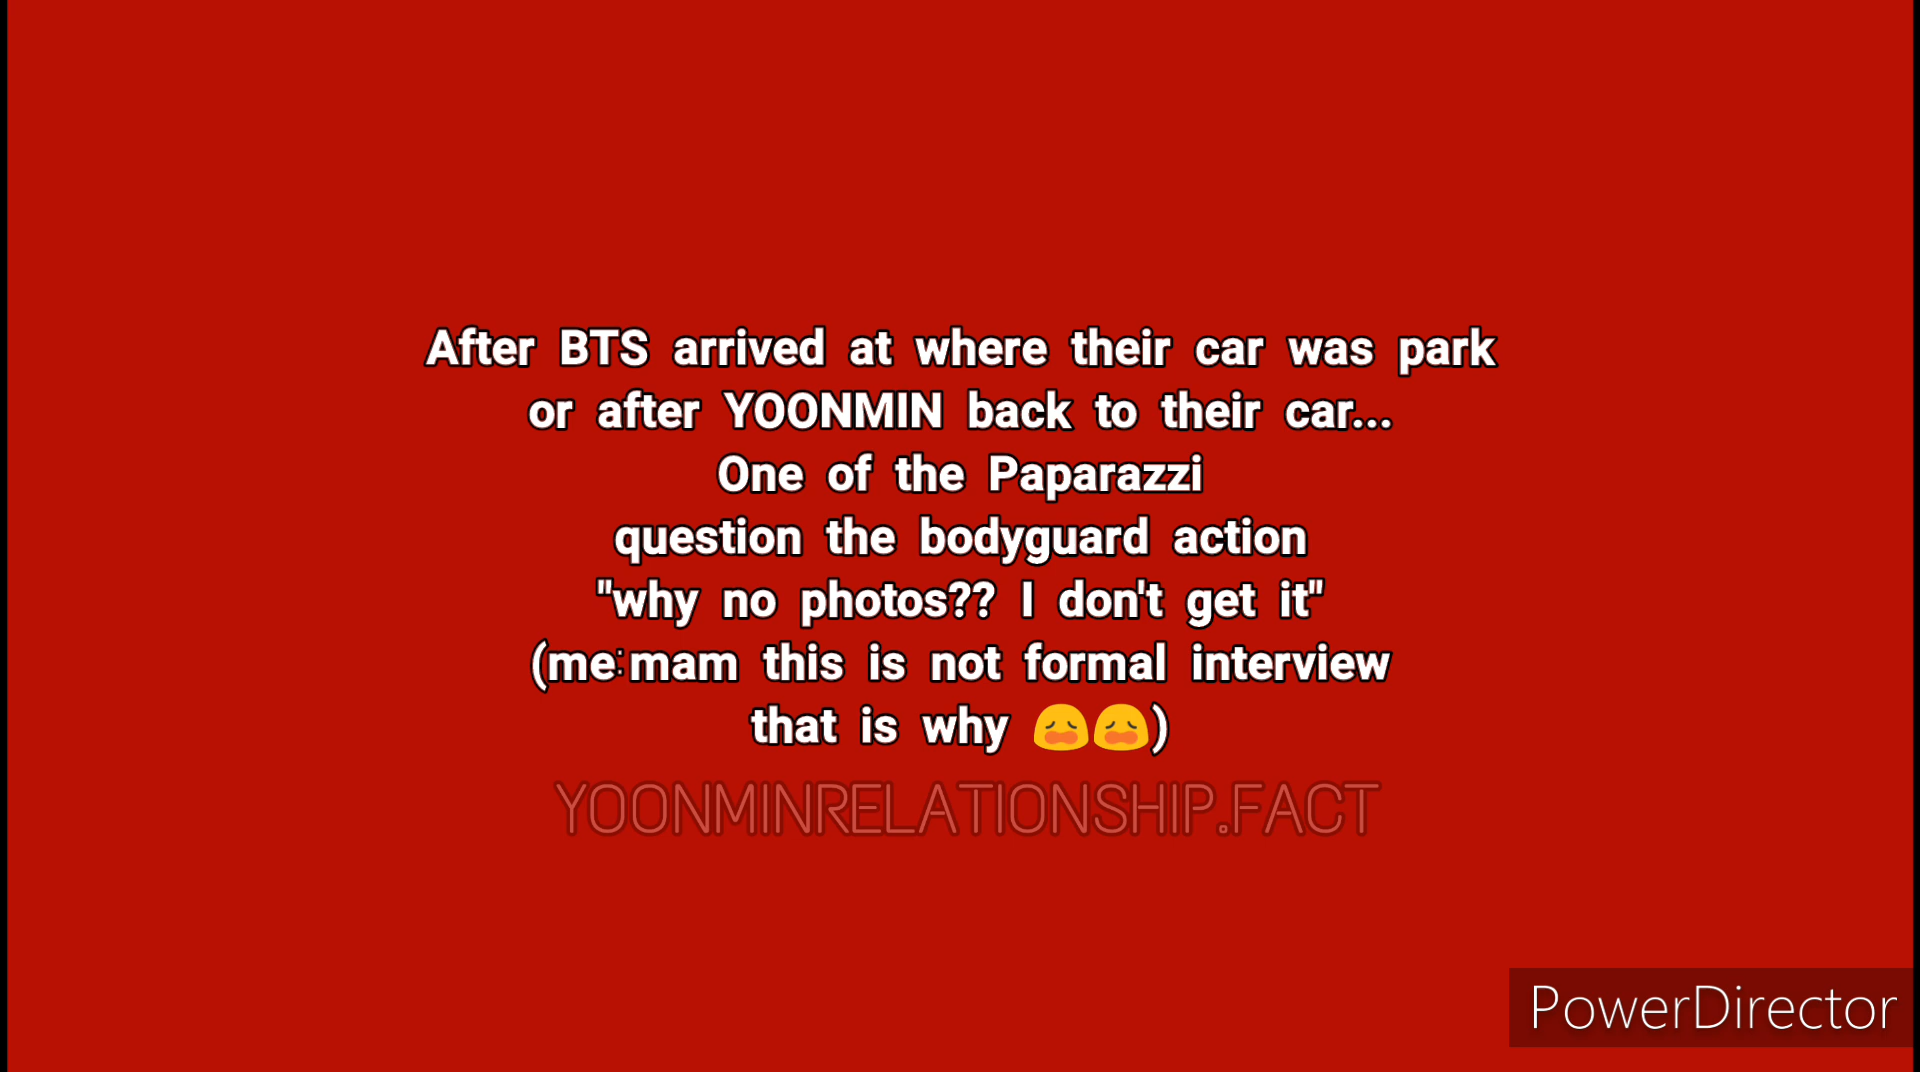 After BTS arrived at where their car was park
or after YOONMIN back to their car...
One of the Paparazzi
question the bodyguard action
"why no photos?? I don't get it"
(me:mam this is not formal interview
that is why 😩😩)
YOONMINRELATIONSHIP.FACT
PowerDirector